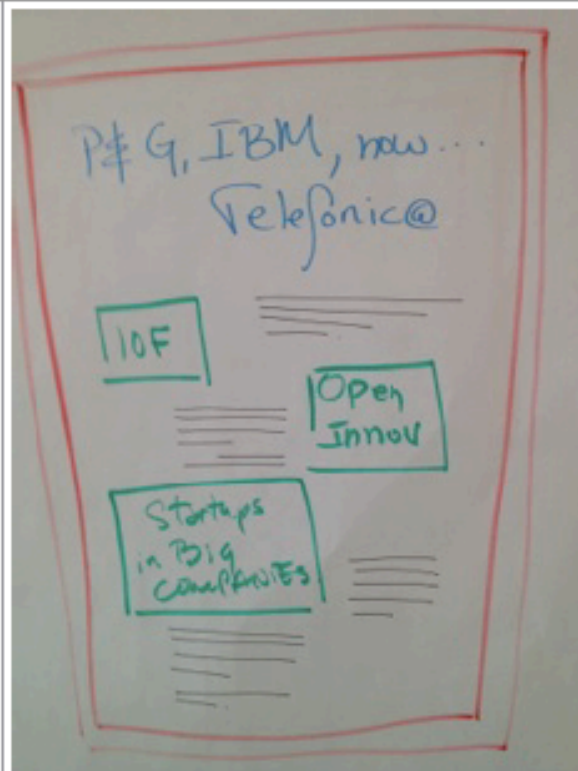 P&G, IBM, now...
Telefonic@
IOF
Open
Innov
Startups
in Big
companies